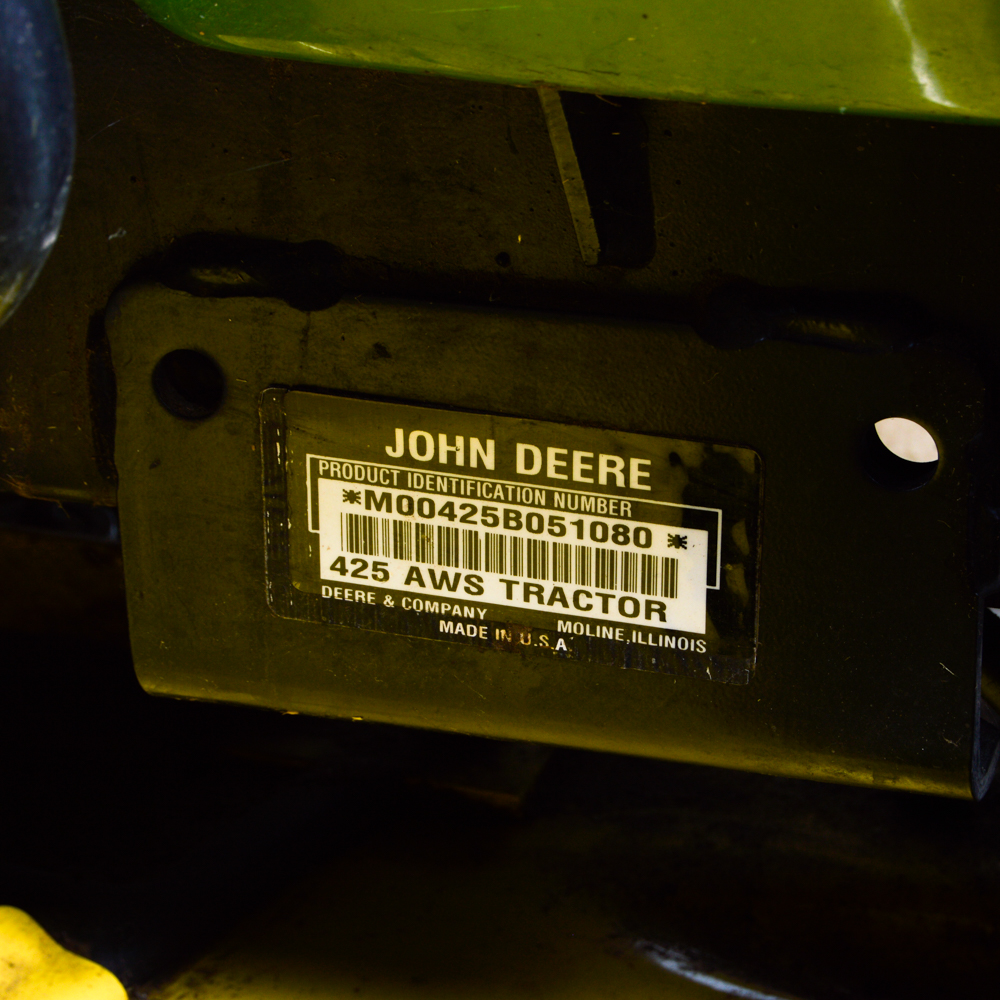 JOHN DEERE
PRODUCT IDENTIFICATION NUMBER
*M00425B051080 *
425 AWS TRACTOR
DEERE & COMPANY MOLINE, ILLINOIS
MADE IN U.S.A.